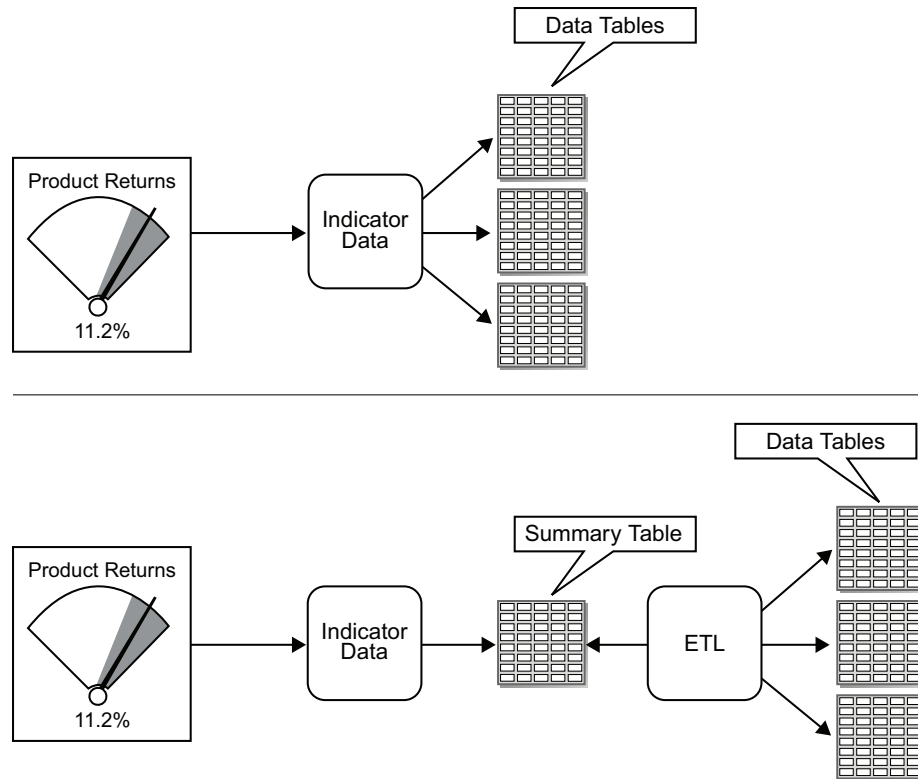 Data Tables
Product Returns
Indicator
Data
11.2%
Data Tables
Summary Table
Product Returns
Indicator
Data
ETL
11.2%